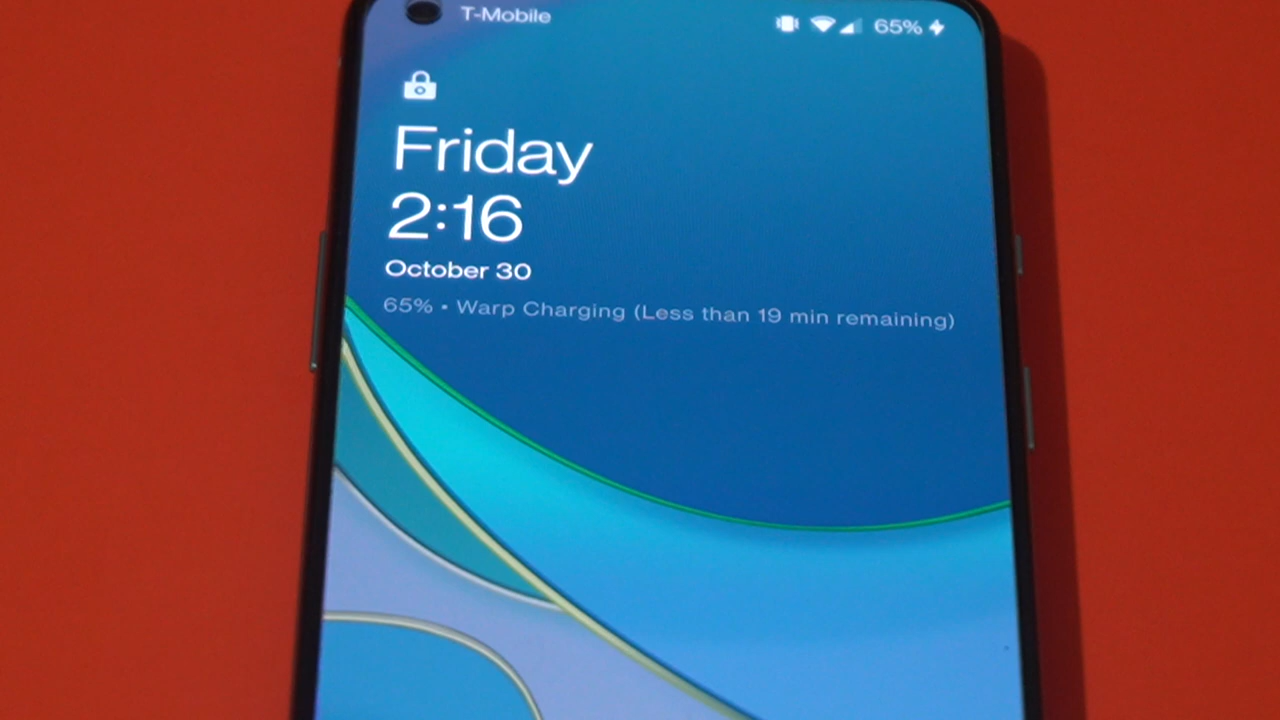 T-Mobile 65%
Friday
2:16
October 30
65% • Warp Charging (Less than 19 min remaining)